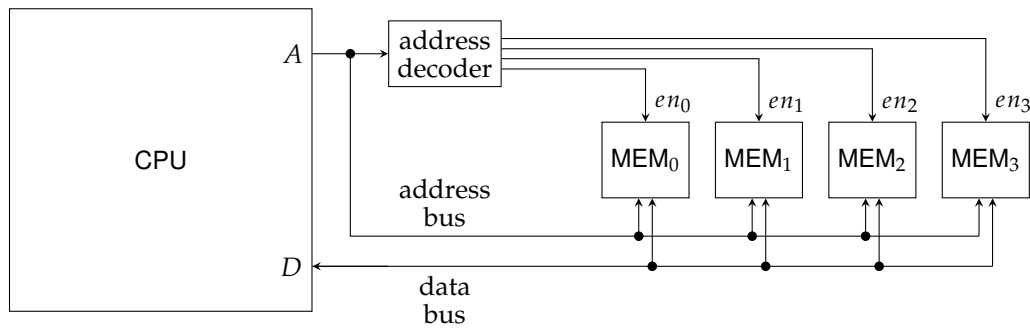 A
address
decoder
en₀
en₁
en₂
en₃
CPU
MEM₀
MEM₁
MEM₂
MEM₃
address
bus
D
data
bus